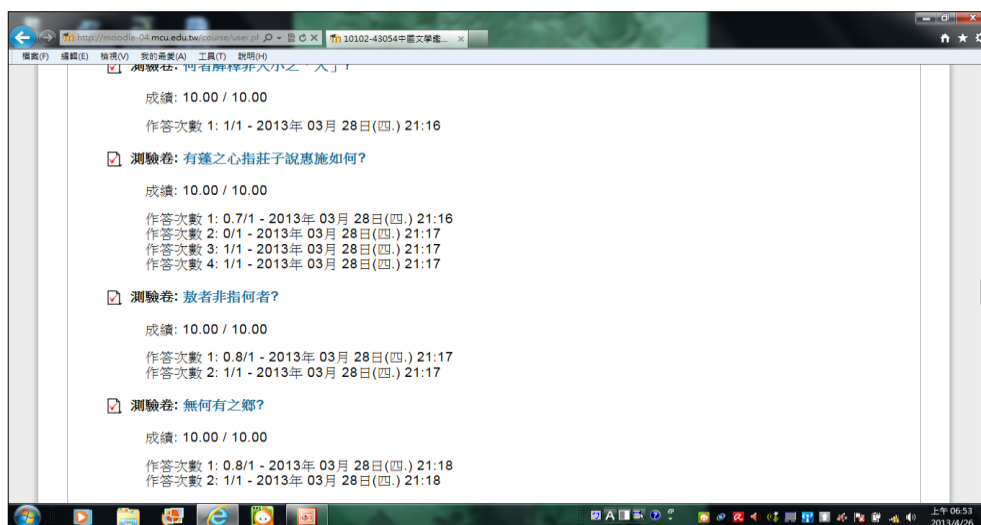 http://moodle-04.mcu.edu.tw/course/user.pl
10102-43054中國文學鑑...
檔案(F) 編輯(E) 檢視(V) 我的最愛(A) 工具(T) 說明(H)
測驗卷: 何者解釋非大小之「大」?
成績: 10.00 / 10.00
作答次數 1: 1/1 - 2013年 03月 28日(四.) 21:16
測驗卷: 有蓬之心指莊子說惠施如何?
成績: 10.00 / 10.00
作答次數 1: 0.7/1 - 2013年 03月 28日(四.) 21:16
作答次數 2: 0/1 - 2013年 03月 28日(四.) 21:17
作答次數 3: 1/1 - 2013年 03月 28日(四.) 21:17
作答次數 4: 1/1 - 2013年 03月 28日(四.) 21:17
測驗卷: 敖者非指何者?
成績: 10.00 / 10.00
作答次數 1: 0.8/1 - 2013年 03月 28日(四.) 21:17
作答次數 2: 1/1 - 2013年 03月 28日(四.) 21:17
測驗卷: 無何有之鄉?
成績: 10.00 / 10.00
作答次數 1: 0.8/1 - 2013年 03月 28日(四.) 21:18
作答次數 2: 1/1 - 2013年 03月 28日(四.) 21:18
上午 06:53
2013/4/26